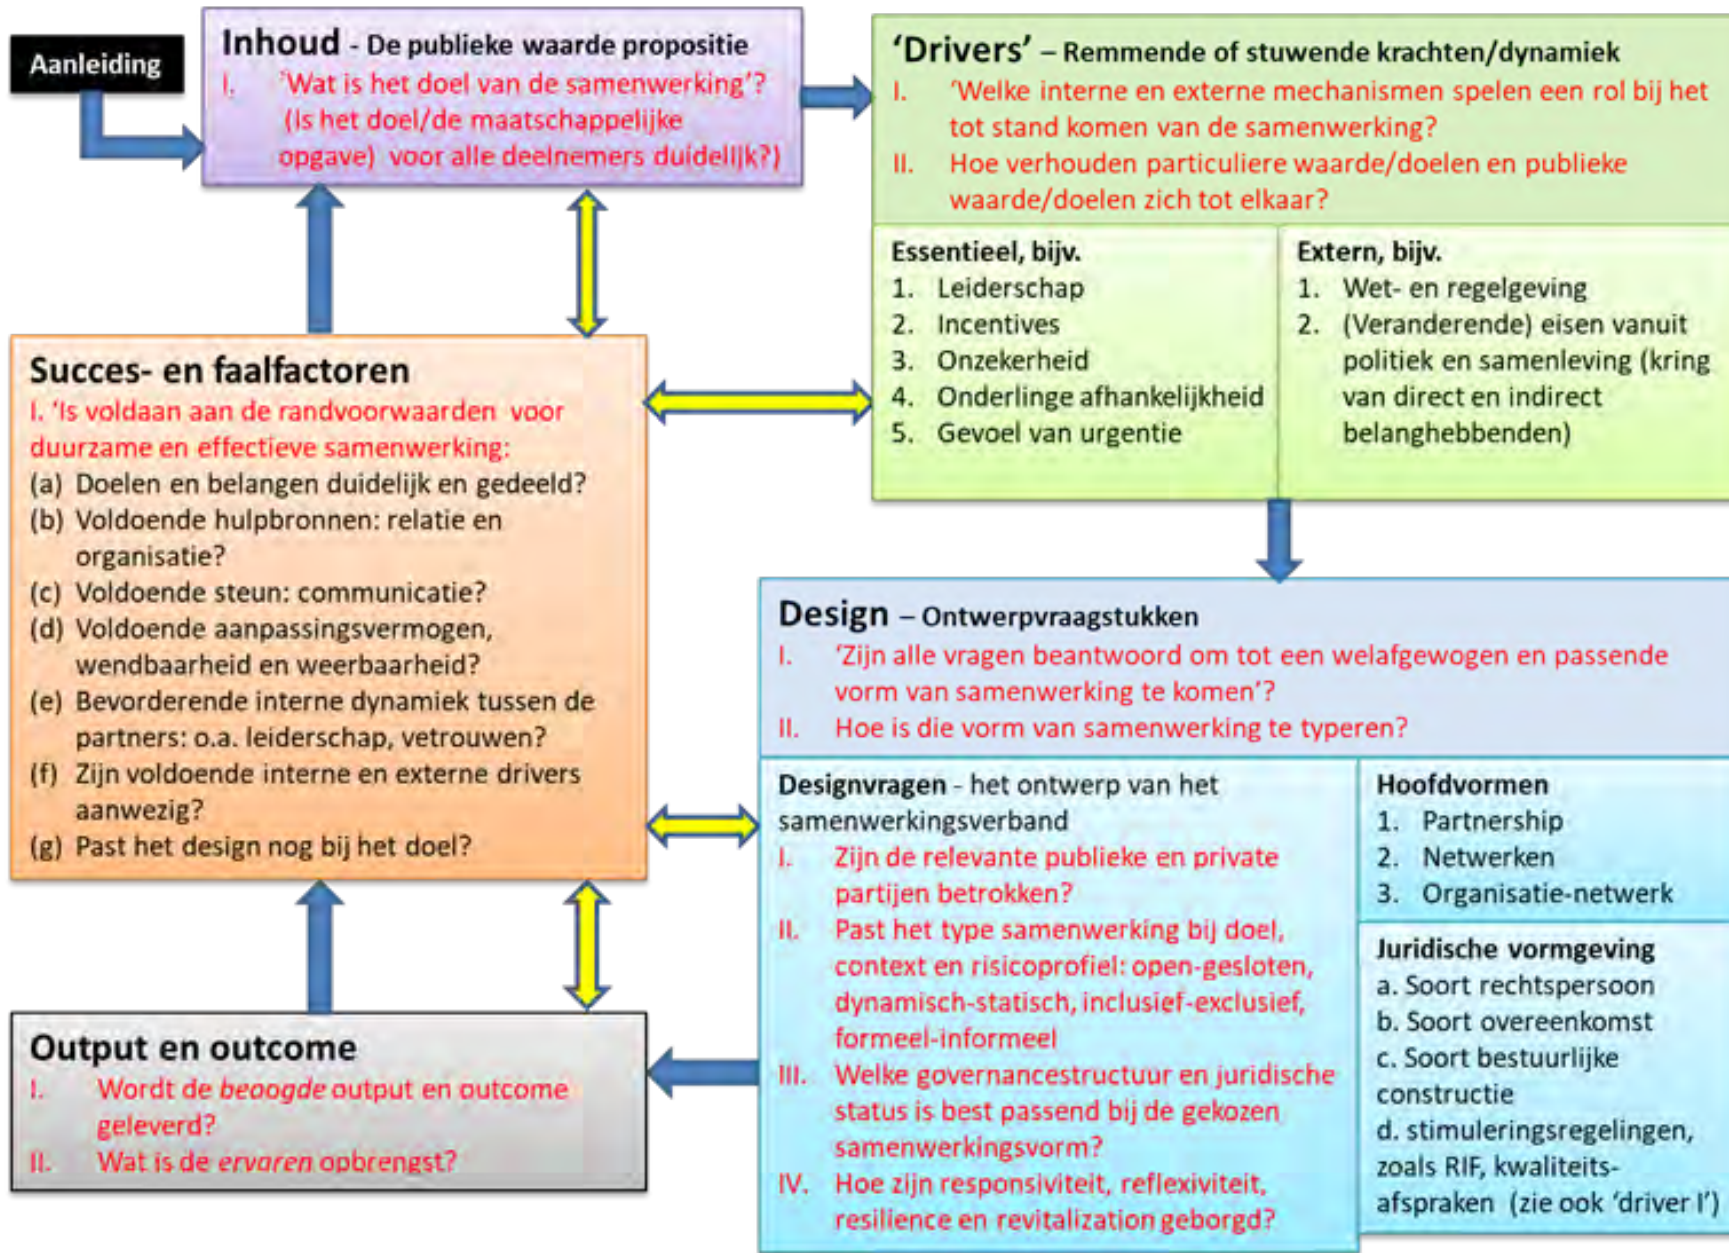 Aanleiding
Inhoud - De publieke waarde propositie
I. 'Wat is het doel van de samenwerking'?
(Is het doel/de maatschappelijke
opgave) voor alle deelnemers duidelijk?)
'Drivers' – Remmende of stuwende krachten/dynamiek
I. 'Welke interne en externe mechanismen spelen een rol bij het
tot stand komen van de samenwerking?
II. Hoe verhouden particuliere waarde/doelen en publieke
waarde/doelen zich tot elkaar?
Essentieel, bijv.
1. Leiderschap
2. Incentives
3. Onzekerheid
4. Onderlinge afhankelijkheid
5. Gevoel van urgentie
Extern, bijv.
1. Wet- en regelgeving
2. (Veranderende) eisen vanuit
politiek en samenleving (kring
van direct en indirect
belanghebbenden)
Succes- en faalfactoren
I. 'Is voldaan aan de randvoorwaarden voor
duurzame en effectieve samenwerking:
(a) Doelen en belangen duidelijk en gedeeld?
(b) Voldoende hulpbronnen: relatie en
organisatie?
(c) Voldoende steun: communicatie?
(d) Voldoende aanpassingsvermogen,
wendbaarheid en weerbaarheid?
(e) Bevorderende interne dynamiek tussen de
partners: o.a. leiderschap, vetrouwen?
(f) Zijn voldoende interne en externe drivers
aanwezig?
(g) Past het design nog bij het doel?
Design – Ontwerpvraagstukken
I. 'Zijn alle vragen beantwoord om tot een welafgewogen en passende
vorm van samenwerking te komen'?
II. Hoe is die vorm van samenwerking te typeren?
Designvragen - het ontwerp van het
samenwerkingsverband
I. Zijn de relevante publieke en private
partijen betrokken?
II. Past het type samenwerking bij doel,
context en risicoprofiel: open-gesloten,
dynamisch-statisch, inclusief-exclusief,
formeel-informeel
III. Welke governancestructuur en juridische
status is best passend bij de gekozen
samenwerkingsvorm?
IV. Hoe zijn responsiviteit, reflexiviteit,
resilience en revitalization geborgd?
Hoofdvormen
1. Partnership
2. Netwerken
3. Organisatie-netwerk
Juridische vormgeving
a. Soort rechtspersoon
b. Soort overeenkomst
c. Soort bestuurlijke
constructie
d. stimuleringsregelingen,
zoals RIF, kwaliteits-
afspraken (zie ook 'driver I')
Output en outcome
I. Wordt de beoogde output en outcome
geleverd?
II. Wat is de ervaren opbrengst?